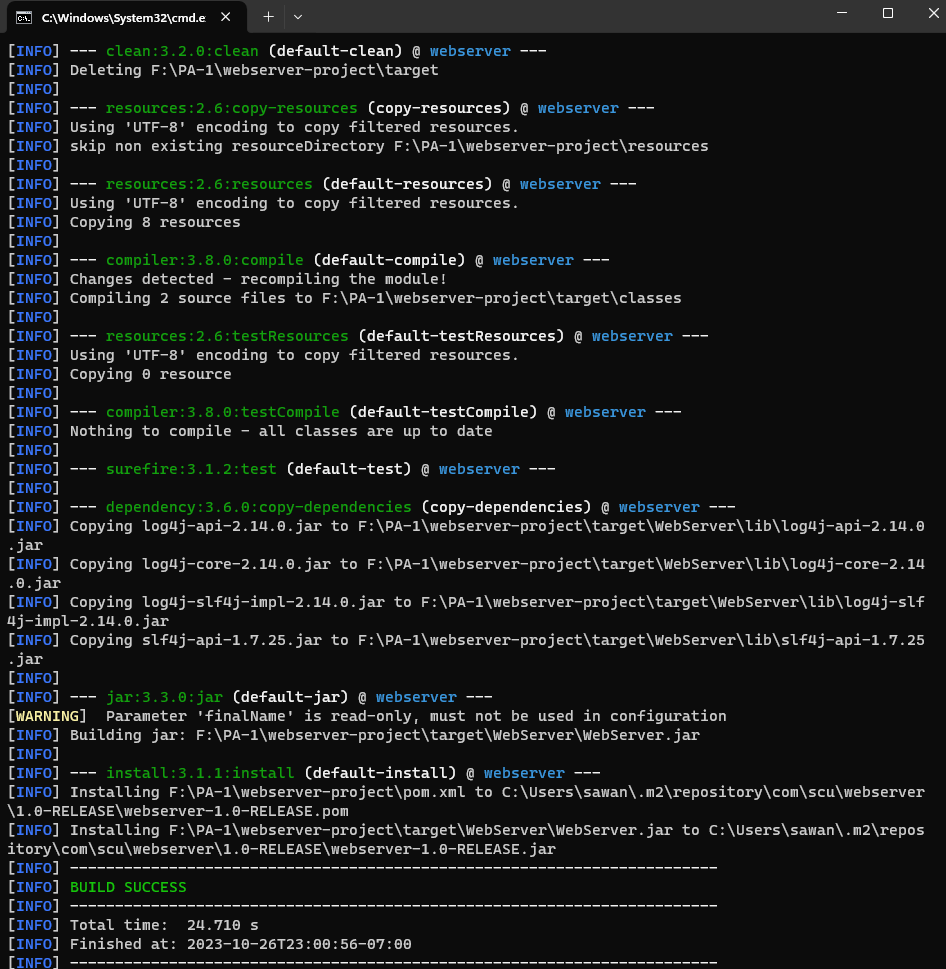 C:\Windows\System32\cmd.e
[INFO] --- clean:3.2.0:clean (default-clean) @ webserver ---
[INFO] Deleting F:\PA-1\webserver-project\target
[INFO]
[INFO] --- resources:2.6:copy-resources (copy-resources) @ webserver ---
[INFO] Using 'UTF-8' encoding to copy filtered resources.
[INFO] skip non existing resourceDirectory F:\PA-1\webserver-project\resources
[INFO]
[INFO] --- resources:2.6:resources (default-resources) @ webserver ---
[INFO] Using 'UTF-8' encoding to copy filtered resources.
[INFO] Copying 8 resources
[INFO]
[INFO] --- compiler:3.8.0:compile (default-compile) @ webserver ---
[INFO] Changes detected - recompiling the module!
[INFO] Compiling 2 source files to F:\PA-1\webserver-project\target\classes
[INFO]
[INFO] --- resources:2.6:testResources (default-testResources) @ webserver ---
[INFO] Using 'UTF-8' encoding to copy filtered resources.
[INFO] Copying 0 resource
[INFO]
[INFO] --- compiler:3.8.0:testCompile (default-testCompile) @ webserver ---
[INFO] Nothing to compile - all classes are up to date
[INFO]
[INFO] --- surefire:3.1.2:test (default-test) @ webserver ---
[INFO]
[INFO] --- dependency:3.6.0:copy-dependencies (copy-dependencies) @ webserver ---
[INFO] Copying log4j-api-2.14.0.jar to F:\PA-1\webserver-project\target\WebServer\lib\log4j-api-2.14.0
.jar
[INFO] Copying log4j-core-2.14.0.jar to F:\PA-1\webserver-project\target\WebServer\lib\log4j-core-2.14
.0.jar
[INFO] Copying log4j-slf4j-impl-2.14.0.jar to F:\PA-1\webserver-project\target\WebServer\lib\log4j-slf
4j-impl-2.14.0.jar
[INFO] Copying slf4j-api-1.7.25.jar to F:\PA-1\webserver-project\target\WebServer\lib\slf4j-api-1.7.25
.jar
[INFO]
[INFO] --- jar:3.3.0:jar (default-jar) @ webserver ---
[WARNING]  Parameter 'finalName' is read-only, must not be used in configuration
[INFO] Building jar: F:\PA-1\webserver-project\target\WebServer\WebServer.jar
[INFO]
[INFO] --- install:3.1.1:install (default-install) @ webserver ---
[INFO] Installing F:\PA-1\webserver-project\pom.xml to C:\Users\sawan\.m2\repository\com\scu\webserver
\1.0-RELEASE\webserver-1.0-RELEASE.pom
[INFO] Installing F:\PA-1\webserver-project\target\WebServer\WebServer.jar to C:\Users\sawan\.m2\repos
itory\com\scu\webserver\1.0-RELEASE\webserver-1.0-RELEASE.jar
[INFO] ------------------------------------------------------------------------
[INFO] BUILD SUCCESS
[INFO] ------------------------------------------------------------------------
[INFO] Total time:  24.710 s
[INFO] Finished at: 2023-10-26T23:00:56-07:00
[INFO] ------------------------------------------------------------------------